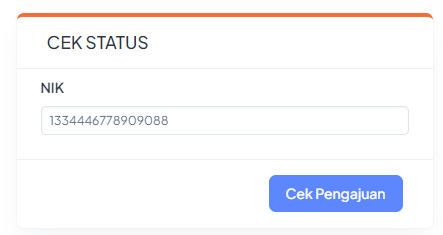 CEK STATUS
NIK
1334446778909088
Cek Pengajuan